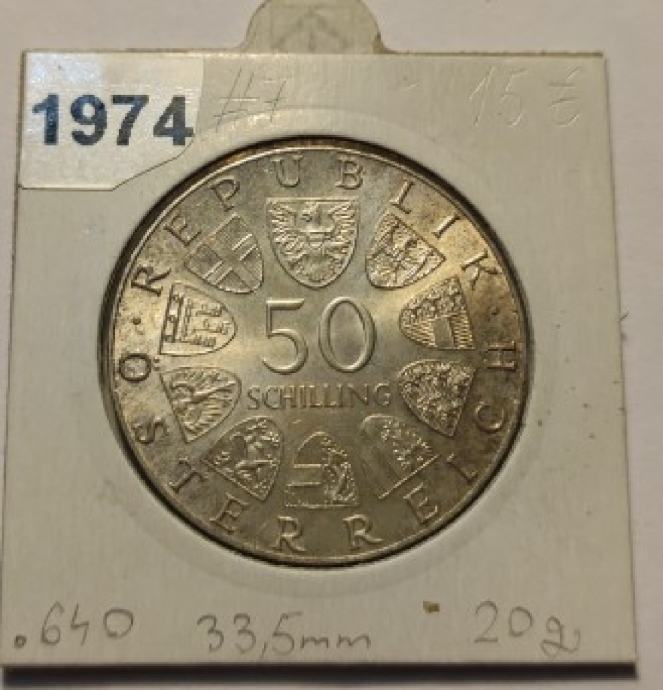 1974 #7 15 €
REPUBLIK
50
SCHILLING
ÖSTERREICH
.640 33,5mm 20g